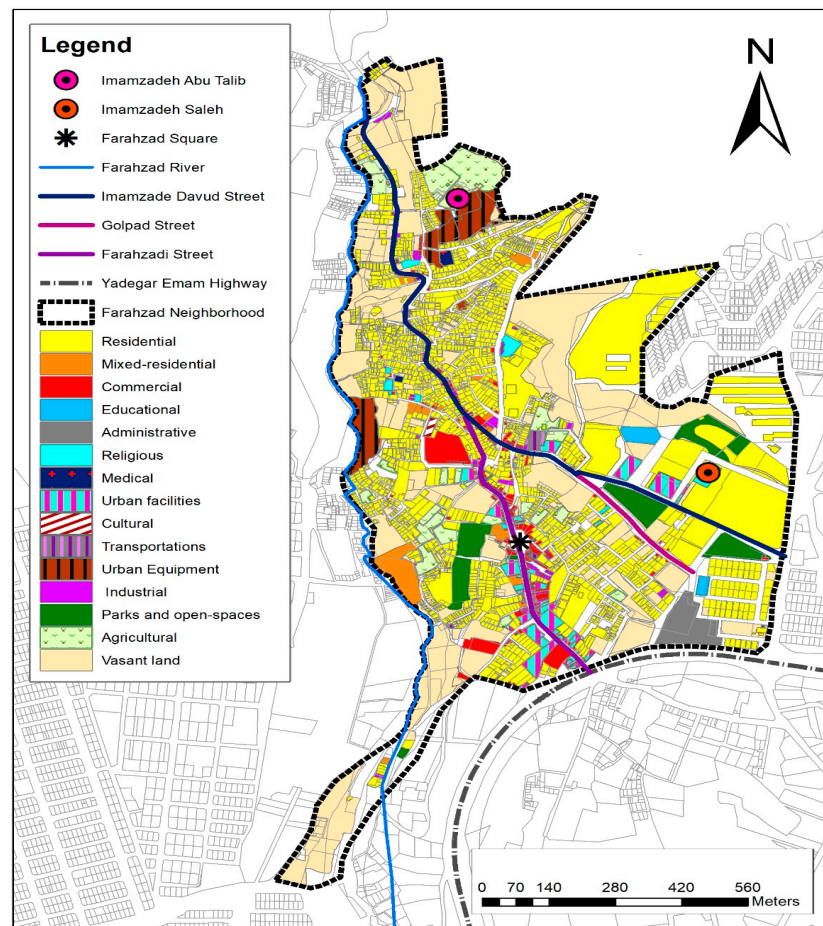 Legend
Imamzadeh Abu Talib
Imamzadeh Saleh
Farahzad Square
Farahzad River
Imamzade Davud Street
Golpad Street
Farahzadi Street
Yadegar Emam Highway
Farahzad Neighborhood
Residential
Mixed-residential
Commercial
Educational
Administrative
Religious
Medical
Urban facilities
Cultural
Transportations
Urban Equipment
Industrial
Parks and open-spaces
Agricultural
Vasant land
N
0 70 140 280 420 560
Meters